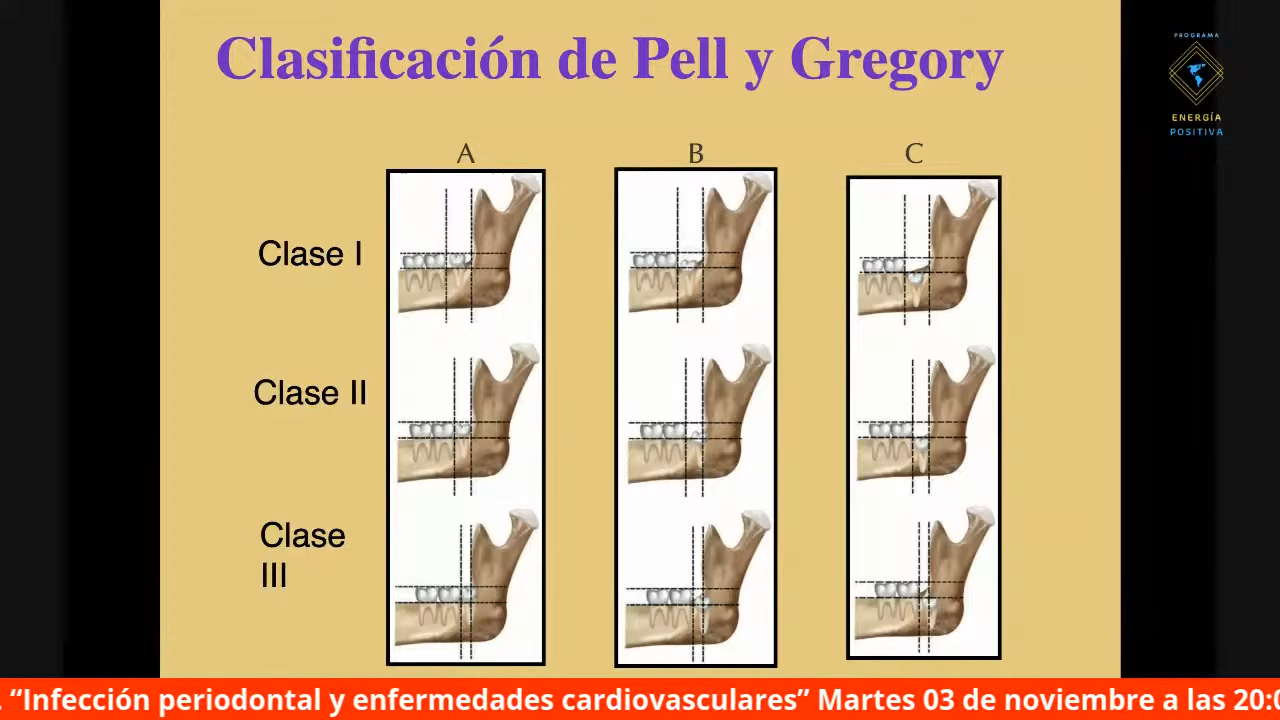 Clasificación de Pell y Gregory
PROGRAMA
ENERGÍA
POSITIVA
A
B
C
Clase I
Clase II
Clase
III
. “Infección periodontal y enfermedades cardiovasculares” Martes 03 de noviembre a las 20:0